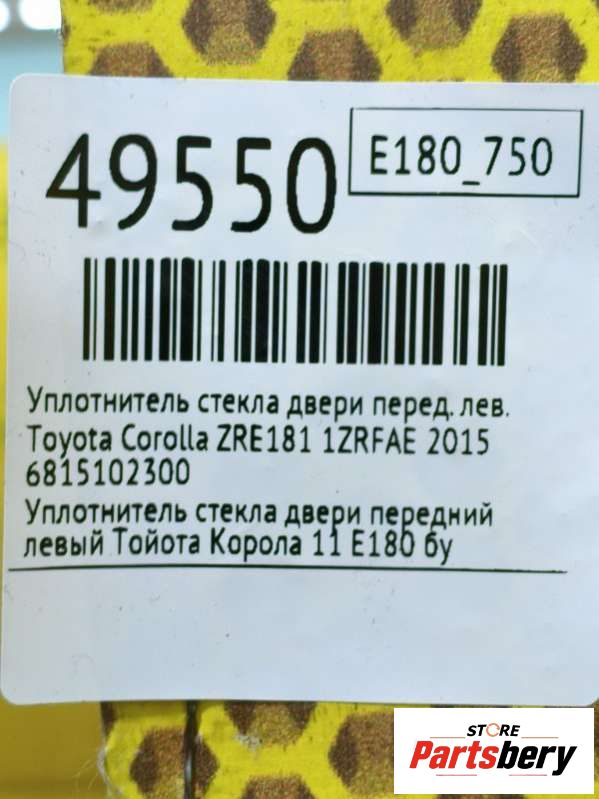 49550
E180_750
Уплотнитель стекла двери перед. лев.
Toyota Corolla ZRE181 1ZRFAE 2015
6815102300
Уплотнитель стекла двери передний
левый Тойота Корола 11 Е180 бу
STORE
Partsbery